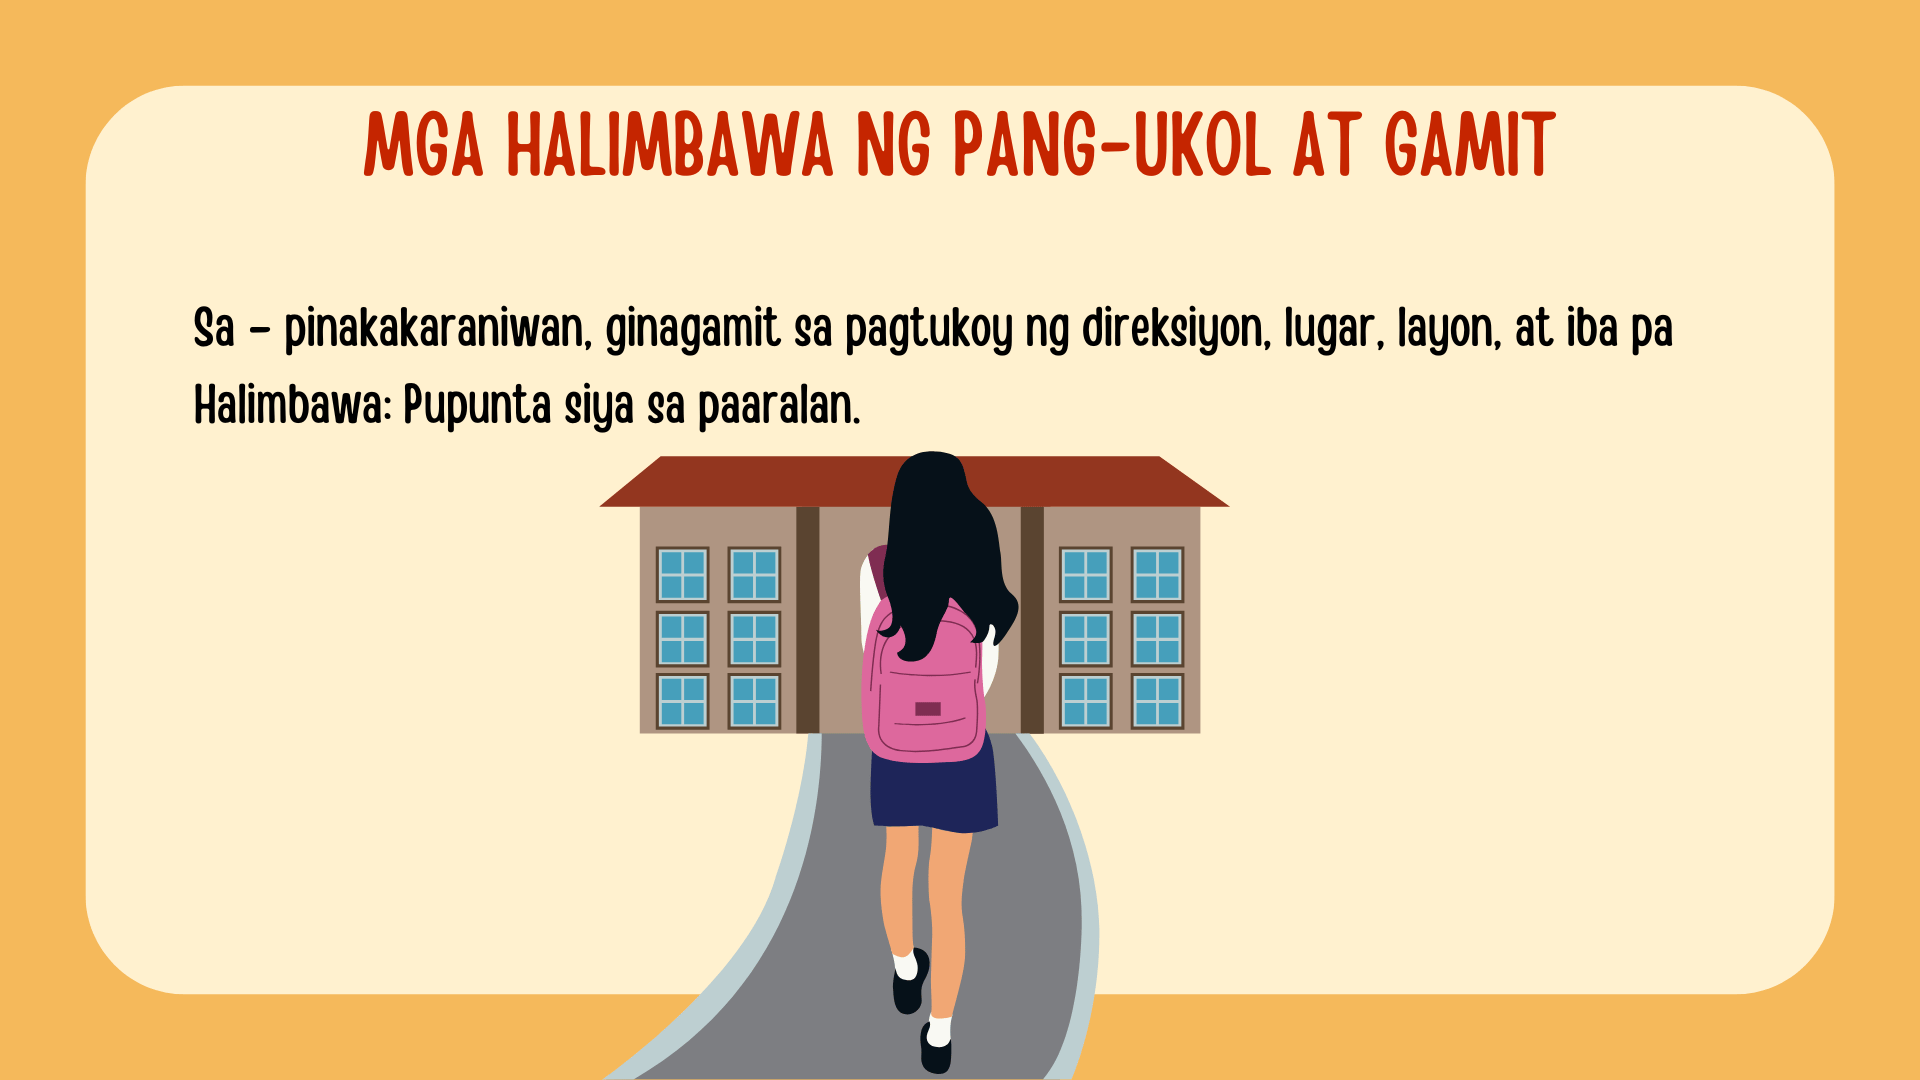 MGA HALIMBAWA NG PANG-UKOL AT GAMIT
Sa – pinakakaraniwan, ginagamit sa pagtukoy ng direksiyon, lugar, layon, at iba pa
Halimbawa: Pupunta siya sa paaralan.